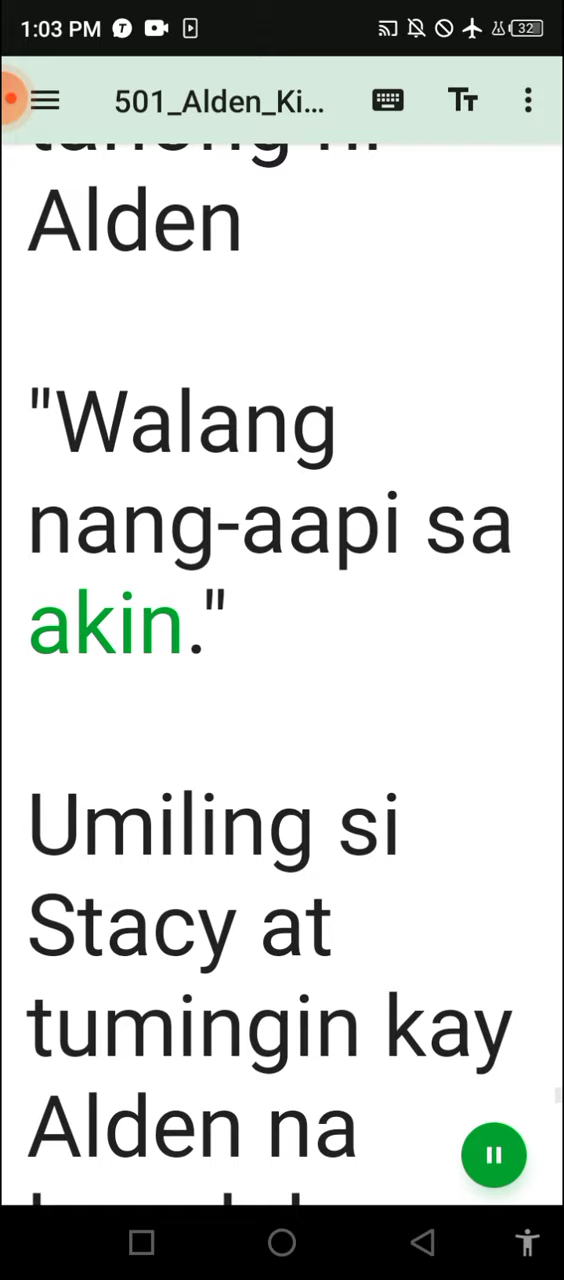 1:03 PM
32
501_Alden_Ki...
Tт
Alden
"Walang
nang-aapi sa
akin."
Umiling si
Stacy at
tumingin kay
Alden na